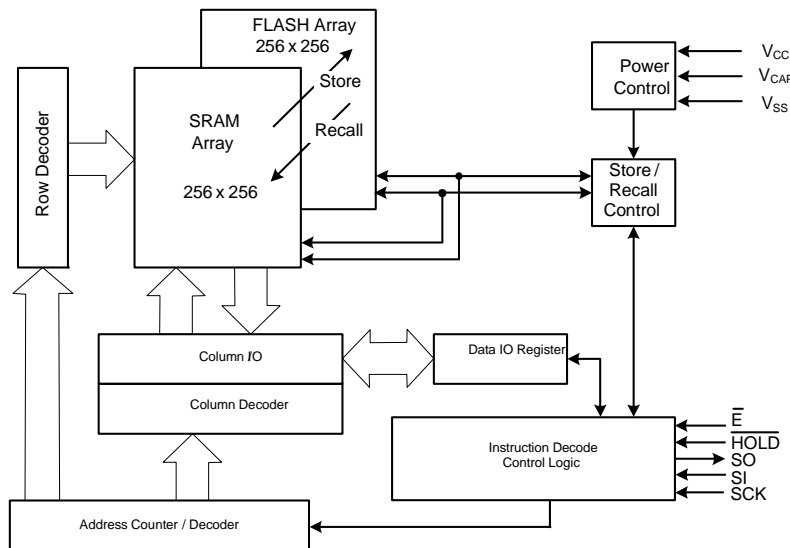 FLASH Array
256 x 256
Store
Recall
SRAM
Array
256 x 256
Row Decoder
Power
Control
VCC
VCAP
VSS
Store /
Recall
Control
Column I/O
Column Decoder
Data IO Register
Instruction Decode
Control Logic
E
HOLD
SO
SI
SCK
Address Counter / Decoder